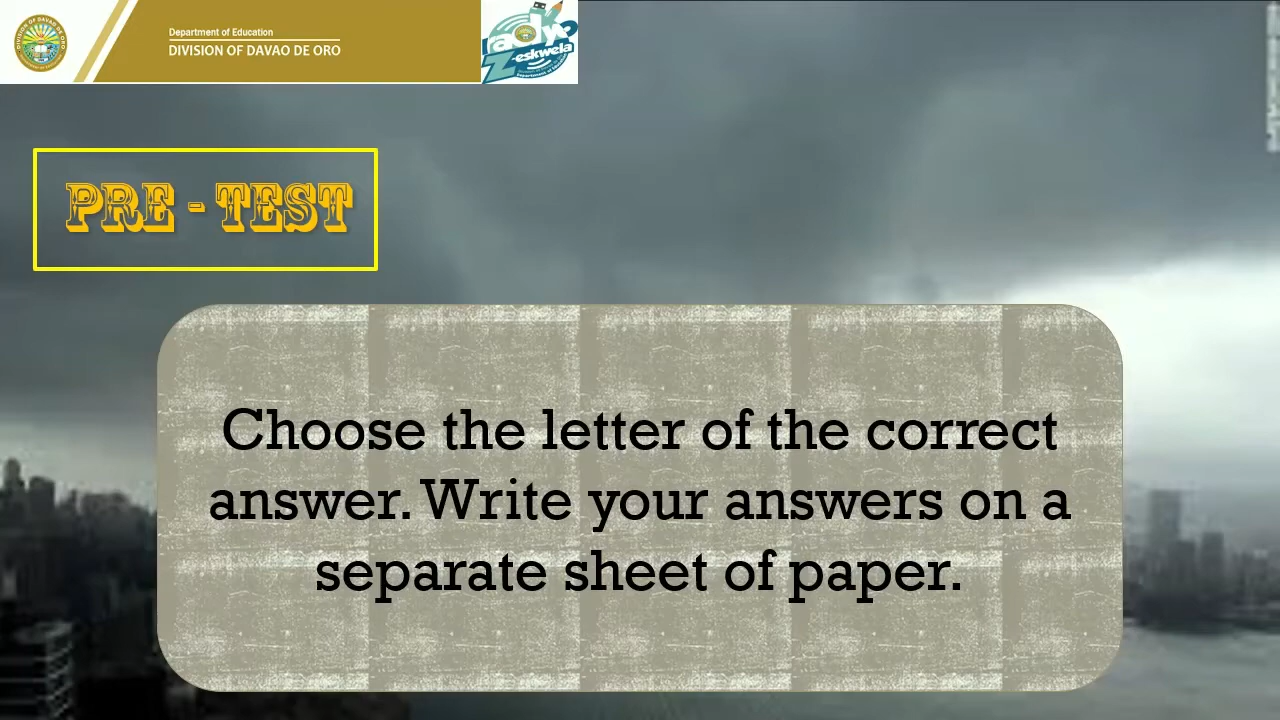 Department of Education
DIVISION OF DAVAO DE ORO
PRE - TEST
Choose the letter of the correct
answer. Write your answers on a
separate sheet of paper.